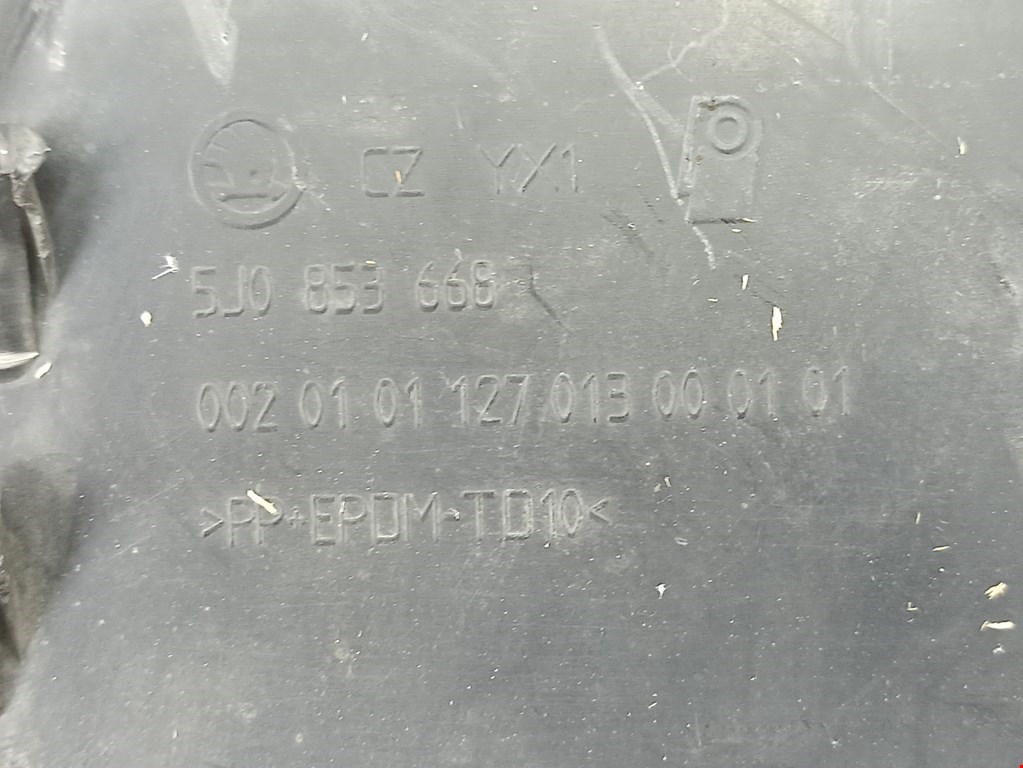 CZ YX1
5J0 853 668
002 01 01 127 013 00 01 01
>PP+EPDM-TD10<